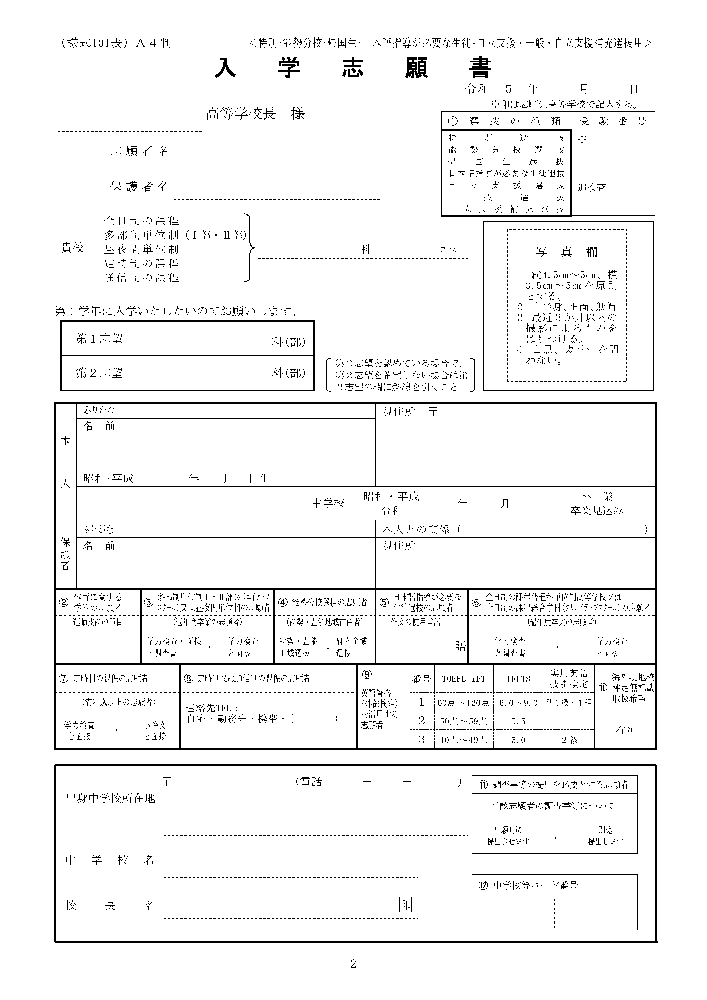 （様式101表）Ａ４判　＜特別･能勢分校･帰国生･日本語指導が必要な生徒･自立支援・一般・自立支援補充選抜用＞
入　学　志　願　書
令和　５　年　　　月　　　日
※印は志願先高等学校で記入する。
高等学校長　様
① 選抜の種類　受験番号
特別選抜
能勢分校選抜
帰国生選抜
日本語指導が必要な生徒選抜
自立支援選抜
一般選抜
自立支援補充選抜
※
追検査
志願者名
保護者名
貴校
全日制の課程
多部制単位制（Ⅰ部・Ⅱ部）
昼夜間単位制
定時制の課程
通信制の課程
科　　　コース
写　真　欄
1　縦4.5㎝～5㎝、横
3.5㎝～5㎝を原則
とする。
2　上半身､正面､無帽
3　最近３か月以内の
撮影によるものを
はりつける。
4　白黒、カラーを問
わない。
第１学年に入学いたしたいのでお願いします。
第１志望　科(部)
第２志望　科(部)
第２志望を認めている場合で、
第２志望を希望しない場合は第
２志望の欄に斜線を引くこと。
本人
ふりがな
名　前
現住所　〒
昭和･平成　　　年　　月　　日生
中学校　昭和・平成　年　月　卒　業
令和　卒業見込み
保護者
ふりがな
名　前
本人との関係（　　　）
現住所
② 体育に関する
学科の志願者
運動技能の種目
③ 多部制単位制Ⅰ・Ⅱ部(ｸﾘｴｲﾃｨﾌﾞ
ｽｸｰﾙ)又は昼夜間単位制の志願者
（過年度卒業の志願者）
学力検査・面接　・　学力検査
と調査書　と面接
④ 能勢分校選抜の志願者
（能勢・豊能地域在住者）
能勢・豊能　・　府内全域
地域選抜　選抜
⑤ 日本語指導が必要な
生徒選抜の志願者
作文の使用言語
語
⑥ 全日制の課程普通科単位制高等学校又は
全日制の課程総合学科(ｸﾘｴｲﾃｨﾌﾞｽｸｰﾙ)の志願者
（過年度卒業の志願者）
学力検査　・　学力検査
と調査書　と面接
⑦ 定時制の課程の志願者
（満21歳以上の志願者）
学力検査　・　小論文
と面接　と面接
⑧ 定時制又は通信制の課程の志願者
連絡先TEL：
自宅・勤務先・携帯・（　　　）
－　　　－
⑨
英語資格
（外部検定）
を活用する
志願者
番号　TOEFL iBT　IELTS　実用英語
技能検定
1　60点～120点　6.0～9.0　準１級・１級
2　50点～59点　5.5　―
3　40点～49点　5.0　２級
⑩ 海外現地校
評定無記載
取扱希望
有り
〒　－　（電話　－　－　）
出身中学校所在地
中学校名
校長名　印
⑪ 調査書等の提出を必要とする志願者
当該志願者の調査書等について
出願時に　・　別途
提出させます　提出します
⑫ 中学校等コード番号
2